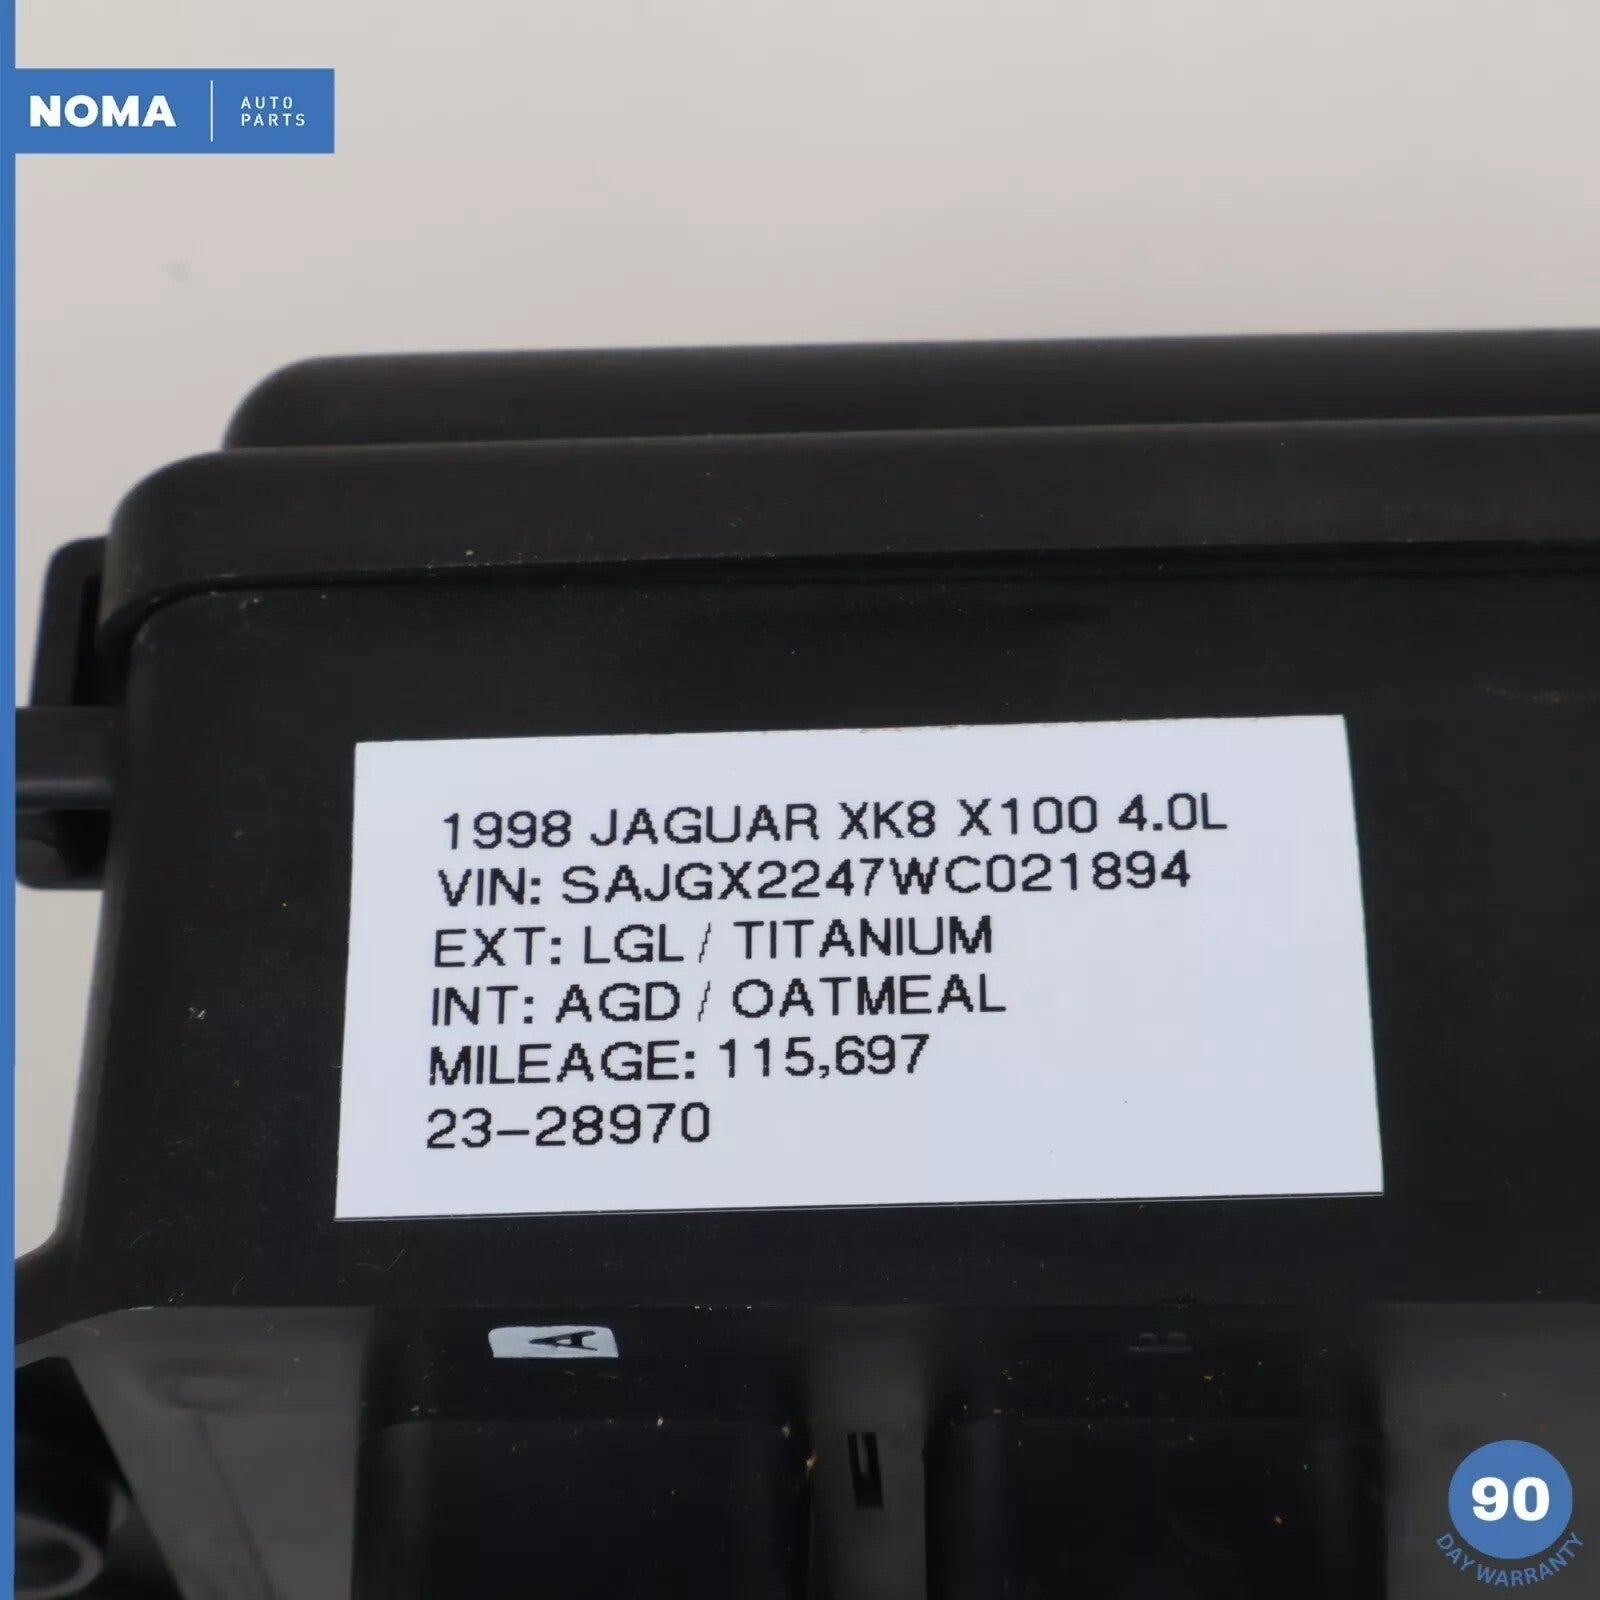 NOMA
AUTO
PARTS
1998 JAGUAR XK8 X100 4.0L
VIN: SAJGX2247WC021894
EXT: LGL / TITANIUM
INT: AGD / OATMEAL
MILEAGE: 115,697
23-28970
A
B
90
DAY WARRANTY